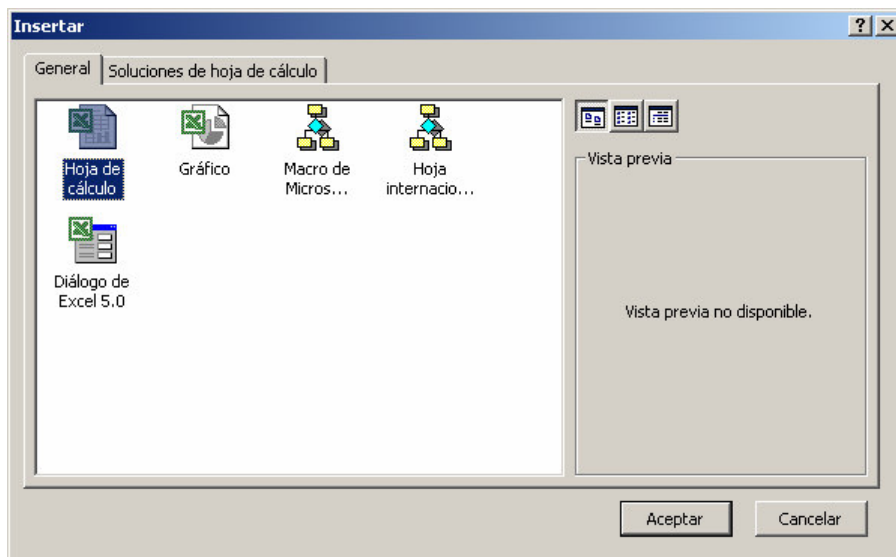 Insertar
General
Soluciones de hoja de cálculo
Hoja de
cálculo
Gráfico
Macro de
Micros...
Hoja
internacio...
Diálogo de
Excel 5.0
Vista previa
Vista previa no disponible.
Aceptar
Cancelar